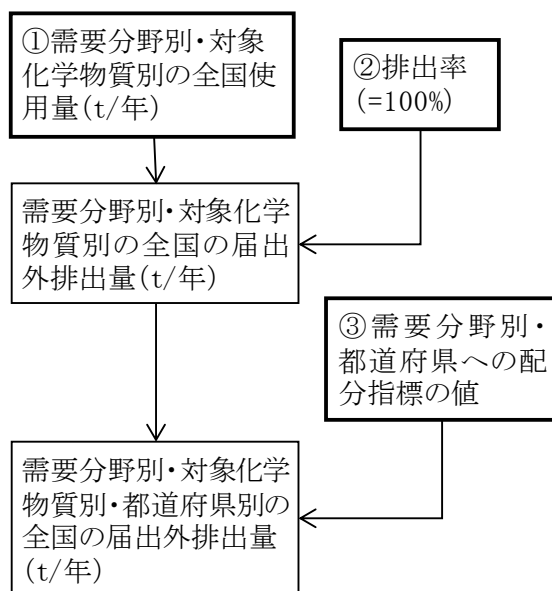 ①需要分野別・対象
化学物質別の全国使
用量(t/年)
②排出率
(=100%)
需要分野別・対象化学
物質別の全国の届出
外排出量(t/年)
③需要分野別・
都道府県への配
分指標の値
需要分野別・対象化学
物質別・都道府県別の
全国の届出外排出量
(t/年)